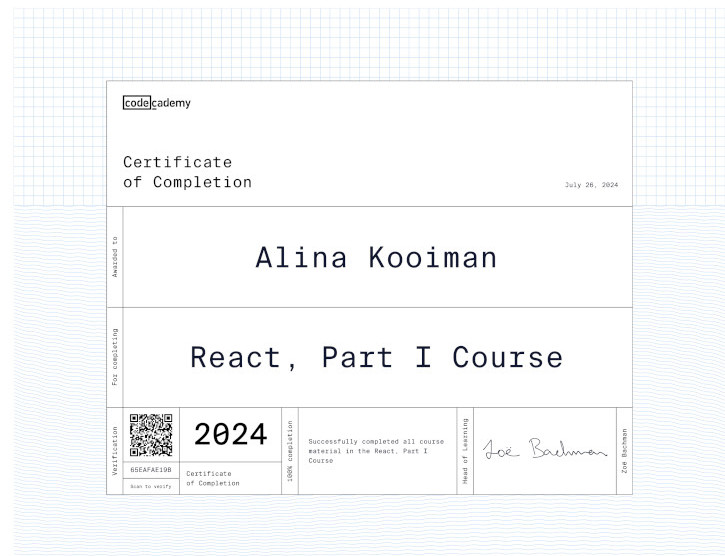 codecademy
Certificate
of Completion
July 26, 2024
Awarded to
Alina Kooiman
For completing
React, Part I Course
Verification
65EAFAE19B
Scan to verify
2024
Certificate
of Completion
100% completion
Successfully completed all course
material in the React, Part I
Course
Head of Learning
Zoë Bachman
Zoë Bachman